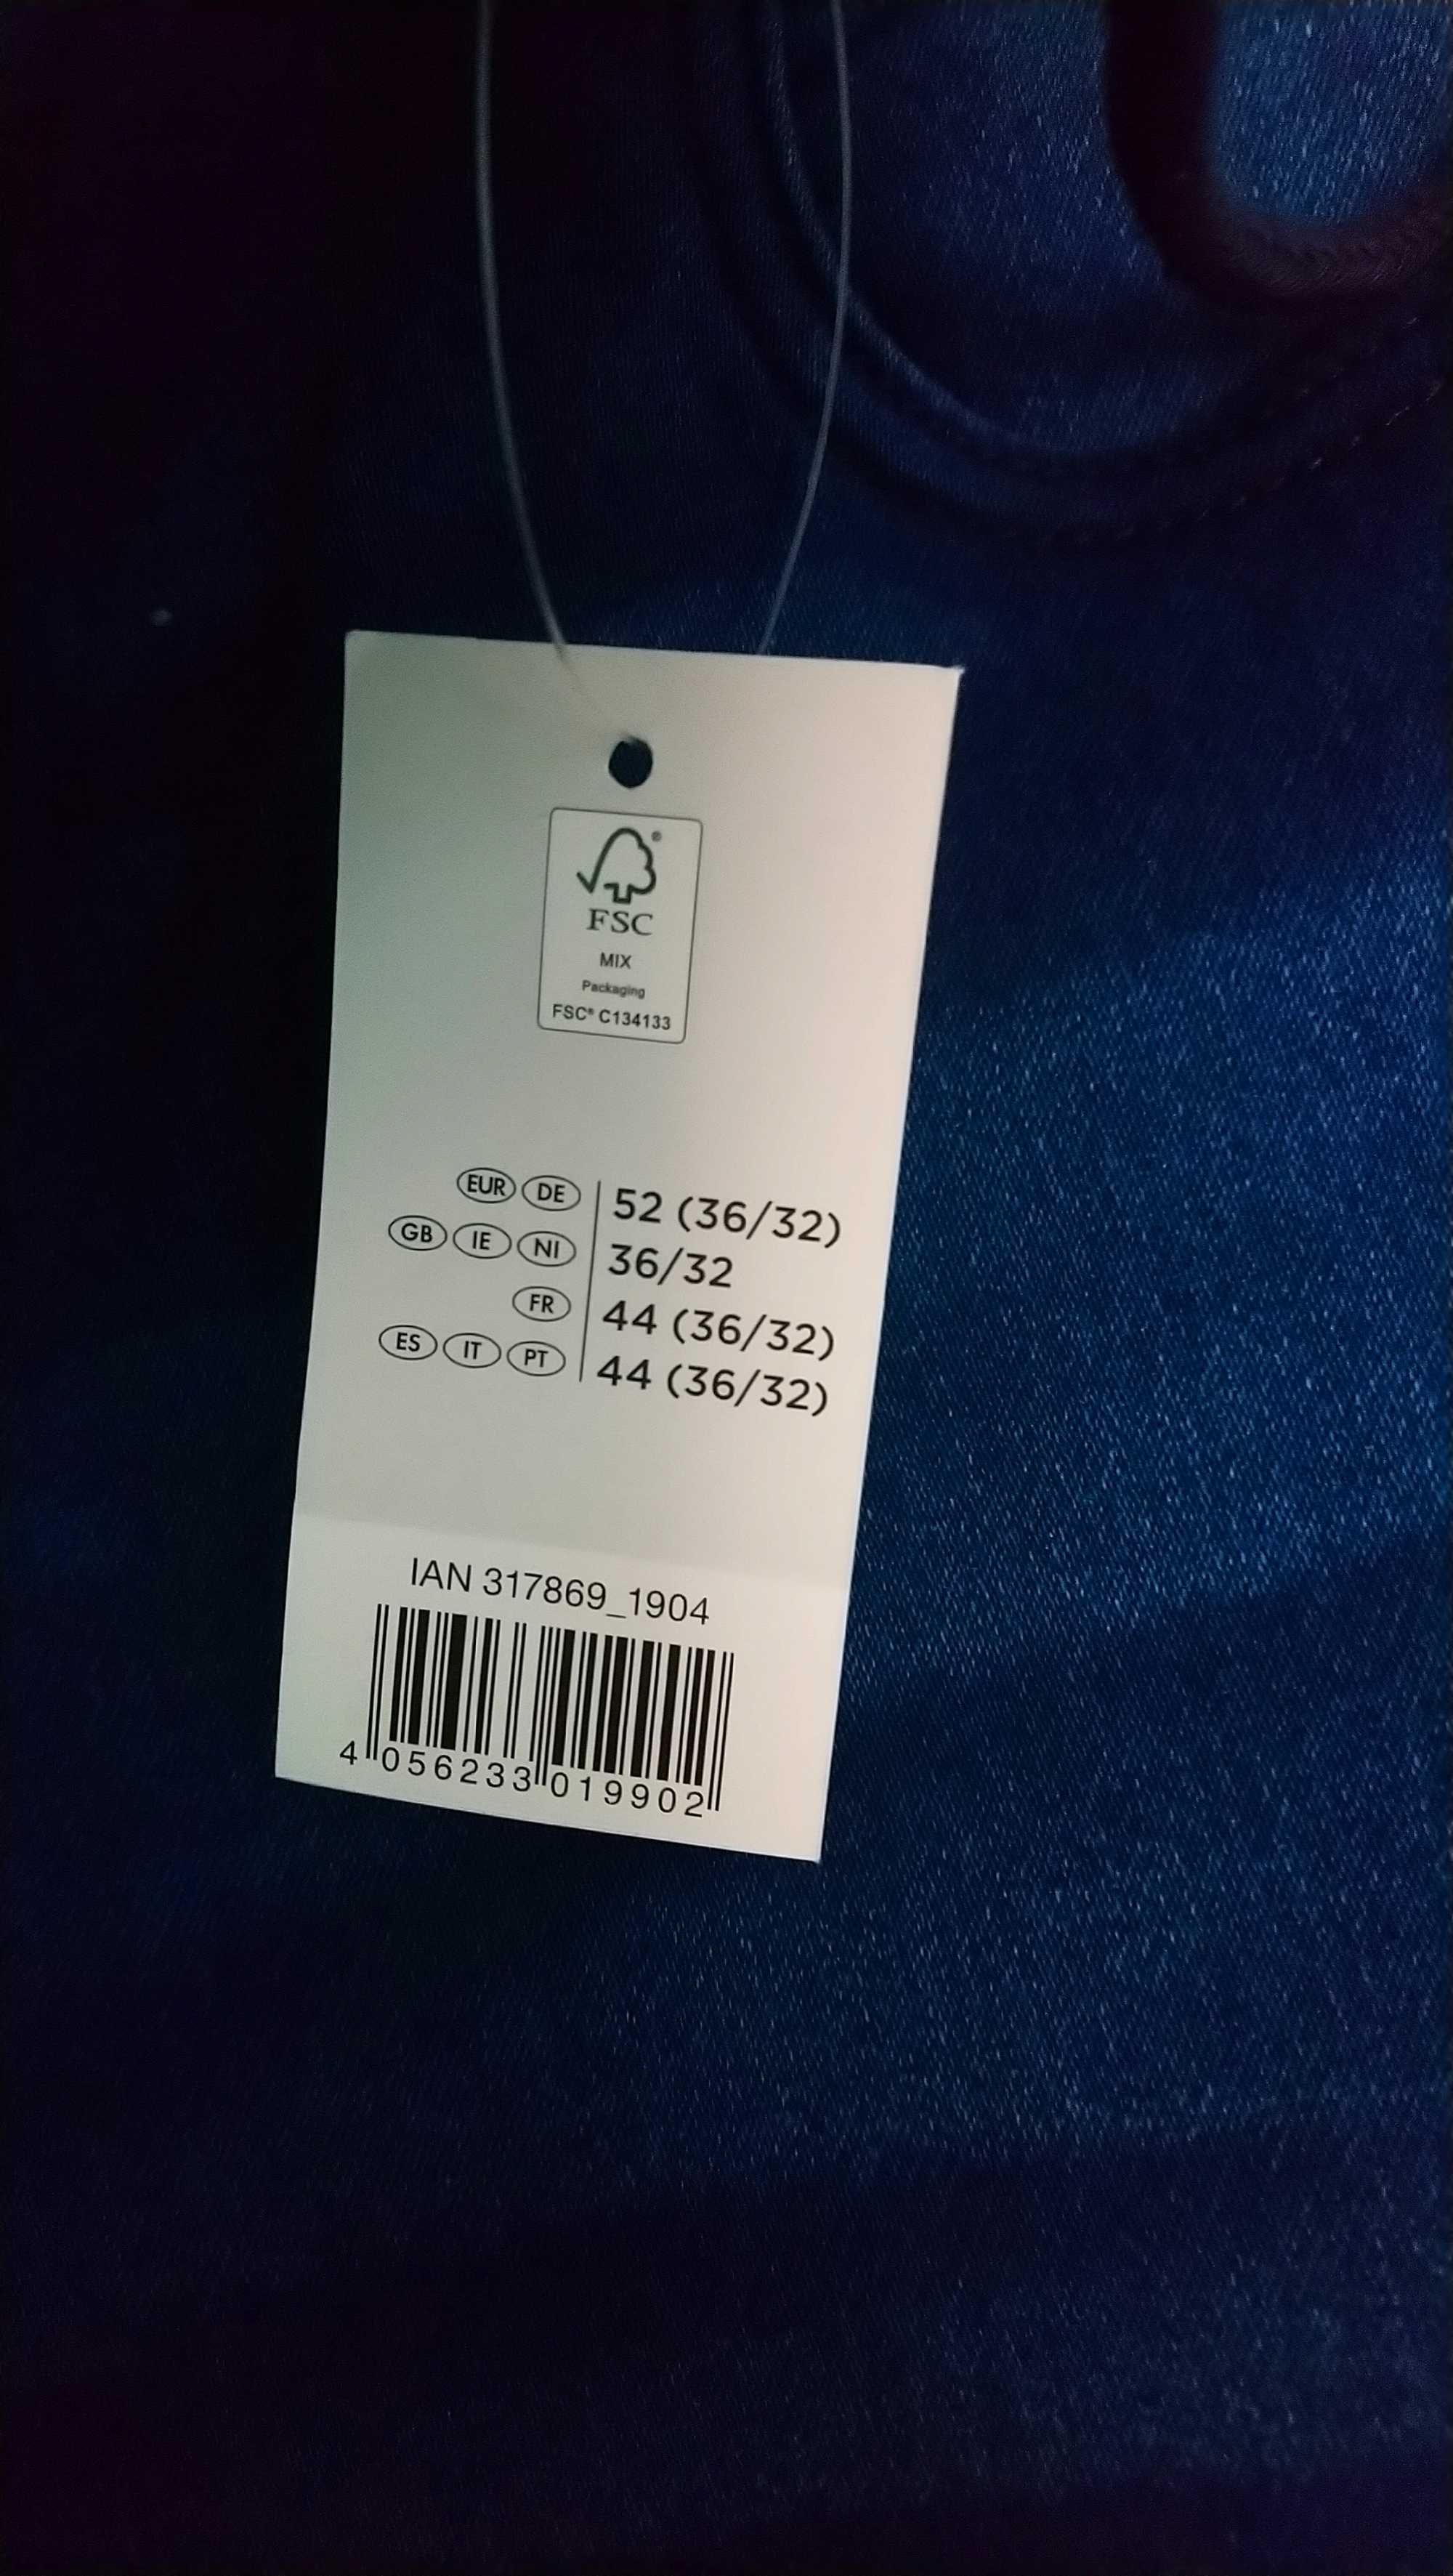 FSC
MIX
Packaging
FSC® C134133
EUR DE 52 (36/32)
GB IE NI 36/32
FR 44 (36/32)
ES IT PT 44 (36/32)
IAN 317869_1904
4 056233 019902